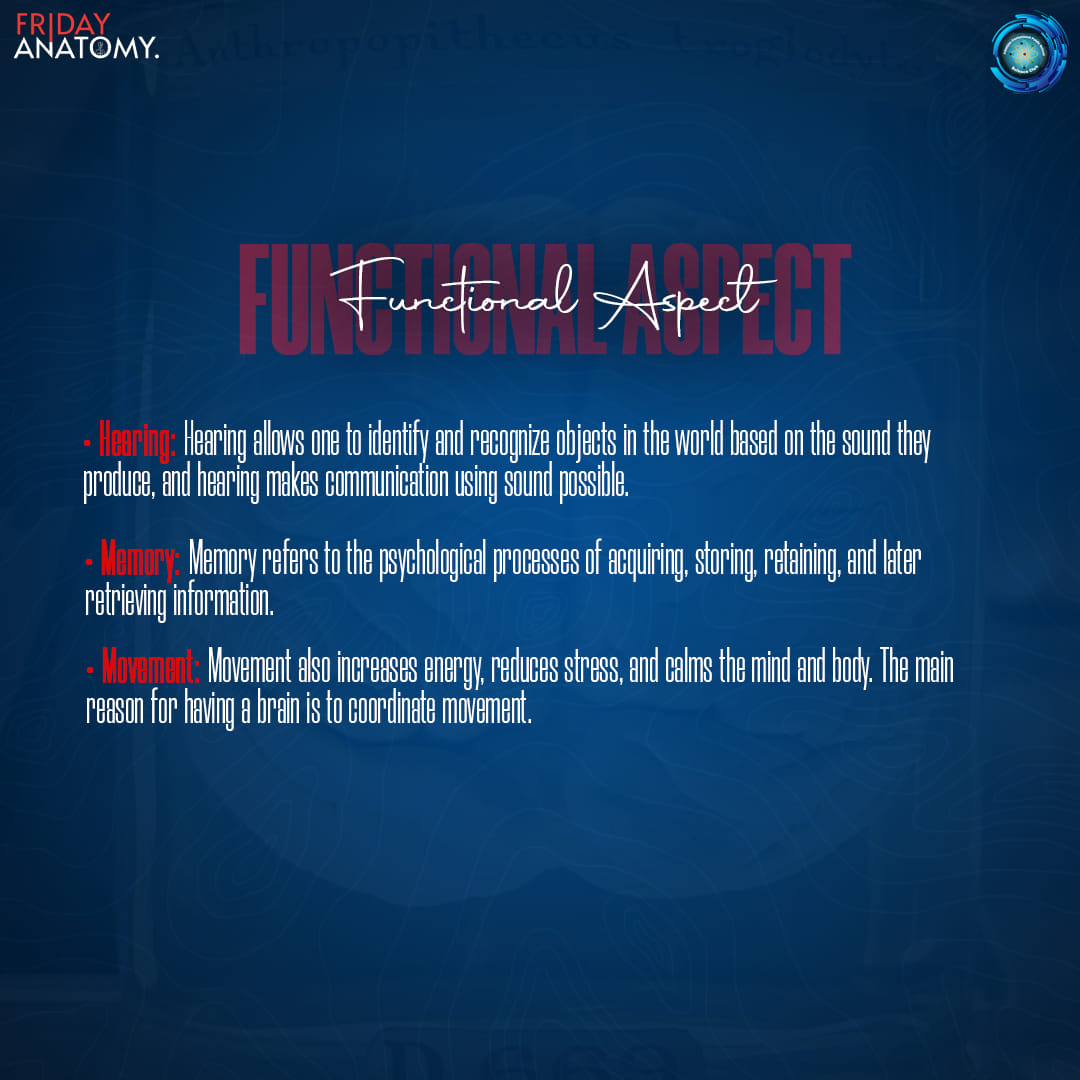 FRIDAY
ANATOMY.
Science Club
FUNCTIONAL ASPECT
Functional Aspect
• Hearing: Hearing allows one to identify and recognize objects in the world based on the sound they
produce, and hearing makes communication using sound possible.
• Memory: Memory refers to the psychological processes of acquiring, storing, retaining, and later
retrieving information.
• Movement: Movement also increases energy, reduces stress, and calms the mind and body. The main
reason for having a brain is to coordinate movement.